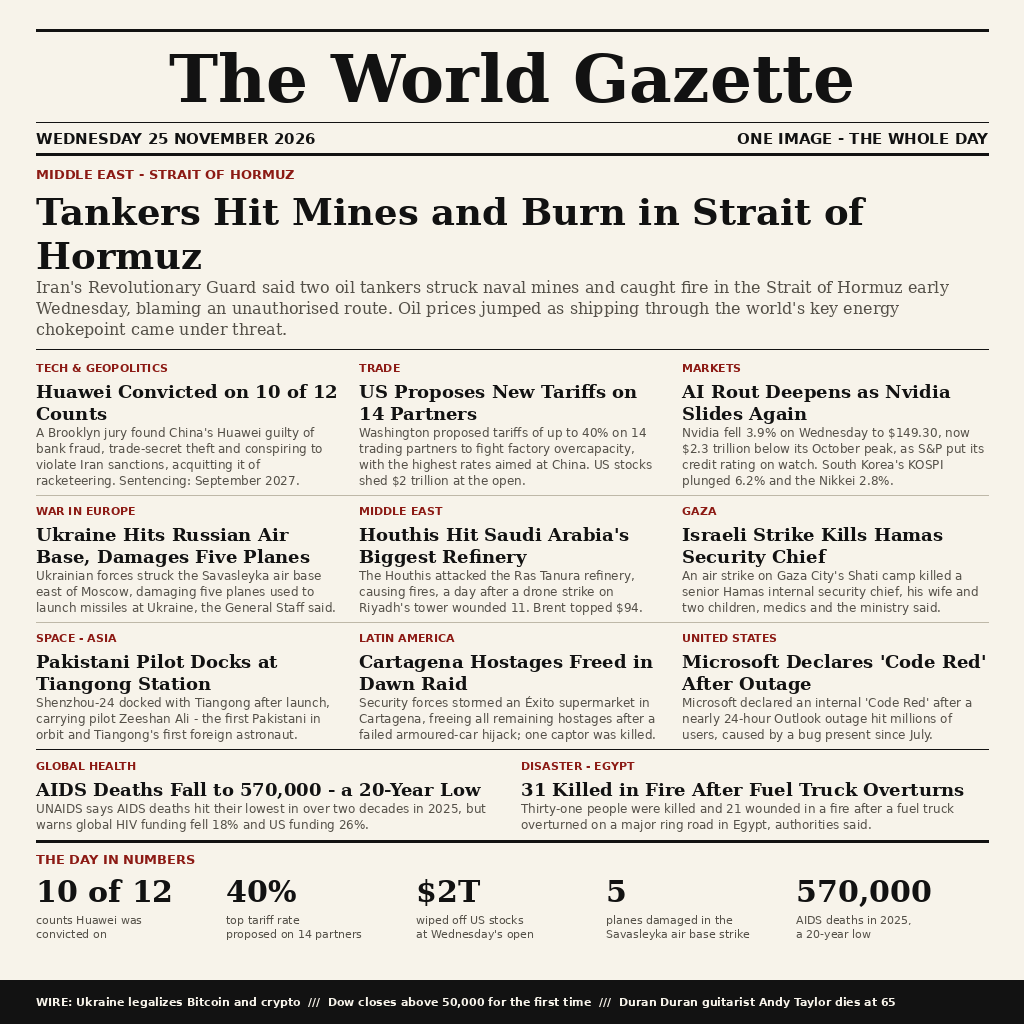 The World Gazette
WEDNESDAY 25 NOVEMBER 2026
ONE IMAGE - THE WHOLE DAY
MIDDLE EAST - STRAIT OF HORMUZ
Tankers Hit Mines and Burn in Strait of
Hormuz
Iran's Revolutionary Guard said two oil tankers struck naval mines and caught fire in the Strait of Hormuz early
Wednesday, blaming an unauthorised route. Oil prices jumped as shipping through the world's key energy
chokepoint came under threat.
TECH & GEOPOLITICS
Huawei Convicted on 10 of 12
Counts
A Brooklyn jury found China's Huawei guilty of
bank fraud, trade-secret theft and conspiring to
violate Iran sanctions, acquitting it of
racketeering. Sentencing: September 2027.
TRADE
US Proposes New Tariffs on
14 Partners
Washington proposed tariffs of up to 40% on 14
trading partners to fight factory overcapacity,
with the highest rates aimed at China. US stocks
shed $2 trillion at the open.
MARKETS
AI Rout Deepens as Nvidia
Slides Again
Nvidia fell 3.9% on Wednesday to $149.30, now
$2.3 trillion below its October peak, as S&P put its
credit rating on watch. South Korea's KOSPI
plunged 6.2% and the Nikkei 2.8%.
WAR IN EUROPE
Ukraine Hits Russian Air
Base, Damages Five Planes
Ukrainian forces struck the Savasleyka air base
east of Moscow, damaging five planes used to
launch missiles at Ukraine, the General Staff said.
MIDDLE EAST
Houthis Hit Saudi Arabia's
Biggest Refinery
The Houthis attacked the Ras Tanura refinery,
causing fires, a day after a drone strike on
Riyadh's tower wounded 11. Brent topped $94.
GAZA
Israeli Strike Kills Hamas
Security Chief
An air strike on Gaza City's Shati camp killed a
senior Hamas internal security chief, his wife and
two children, medics and the ministry said.
SPACE - ASIA
Pakistani Pilot Docks at
Tiangong Station
Shenzhou-24 docked with Tiangong after launch,
carrying pilot Zeeshan Ali - the first Pakistani in
orbit and Tiangong's first foreign astronaut.
LATIN AMERICA
Cartagena Hostages Freed in
Dawn Raid
Security forces stormed an Éxito supermarket in
Cartagena, freeing all remaining hostages after a
failed armoured-car hijack; one captor was killed.
UNITED STATES
Microsoft Declares 'Code Red'
After Outage
Microsoft declared an internal 'Code Red' after a
nearly 24-hour Outlook outage hit millions of
users, caused by a bug present since July.
GLOBAL HEALTH
AIDS Deaths Fall to 570,000 - a 20-Year Low
UNAIDS says AIDS deaths hit their lowest in over two decades in 2025, but
warns global HIV funding fell 18% and US funding 26%.
DISASTER - EGYPT
31 Killed in Fire After Fuel Truck Overturns
Thirty-one people were killed and 21 wounded in a fire after a fuel truck
overturned on a major ring road in Egypt, authorities said.
THE DAY IN NUMBERS
10 of 12
counts Huawei was
convicted on
40%
top tariff rate
proposed on 14 partners
$2T
wiped off US stocks
at Wednesday's open
5
planes damaged in the
Savasleyka air base strike
570,000
AIDS deaths in 2025,
a 20-year low
WIRE: Ukraine legalizes Bitcoin and crypto /// Dow closes above 50,000 for the first time /// Duran Duran guitarist Andy Taylor dies at 65